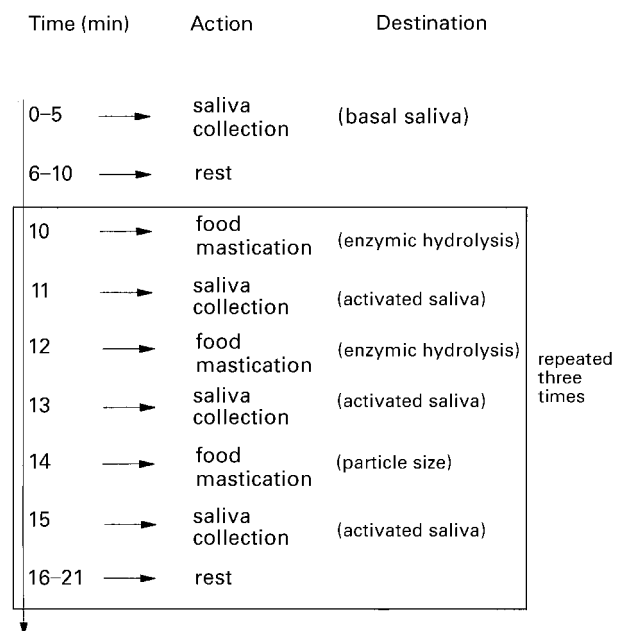 Time (min) Action Destination
0–5 saliva collection (basal saliva)
6–10 rest
10 food mastication (enzymic hydrolysis)
11 saliva collection (activated saliva)
12 food mastication (enzymic hydrolysis)
13 saliva collection (activated saliva)
14 food mastication (particle size)
15 saliva collection (activated saliva)
16–21 rest
repeated
three
times